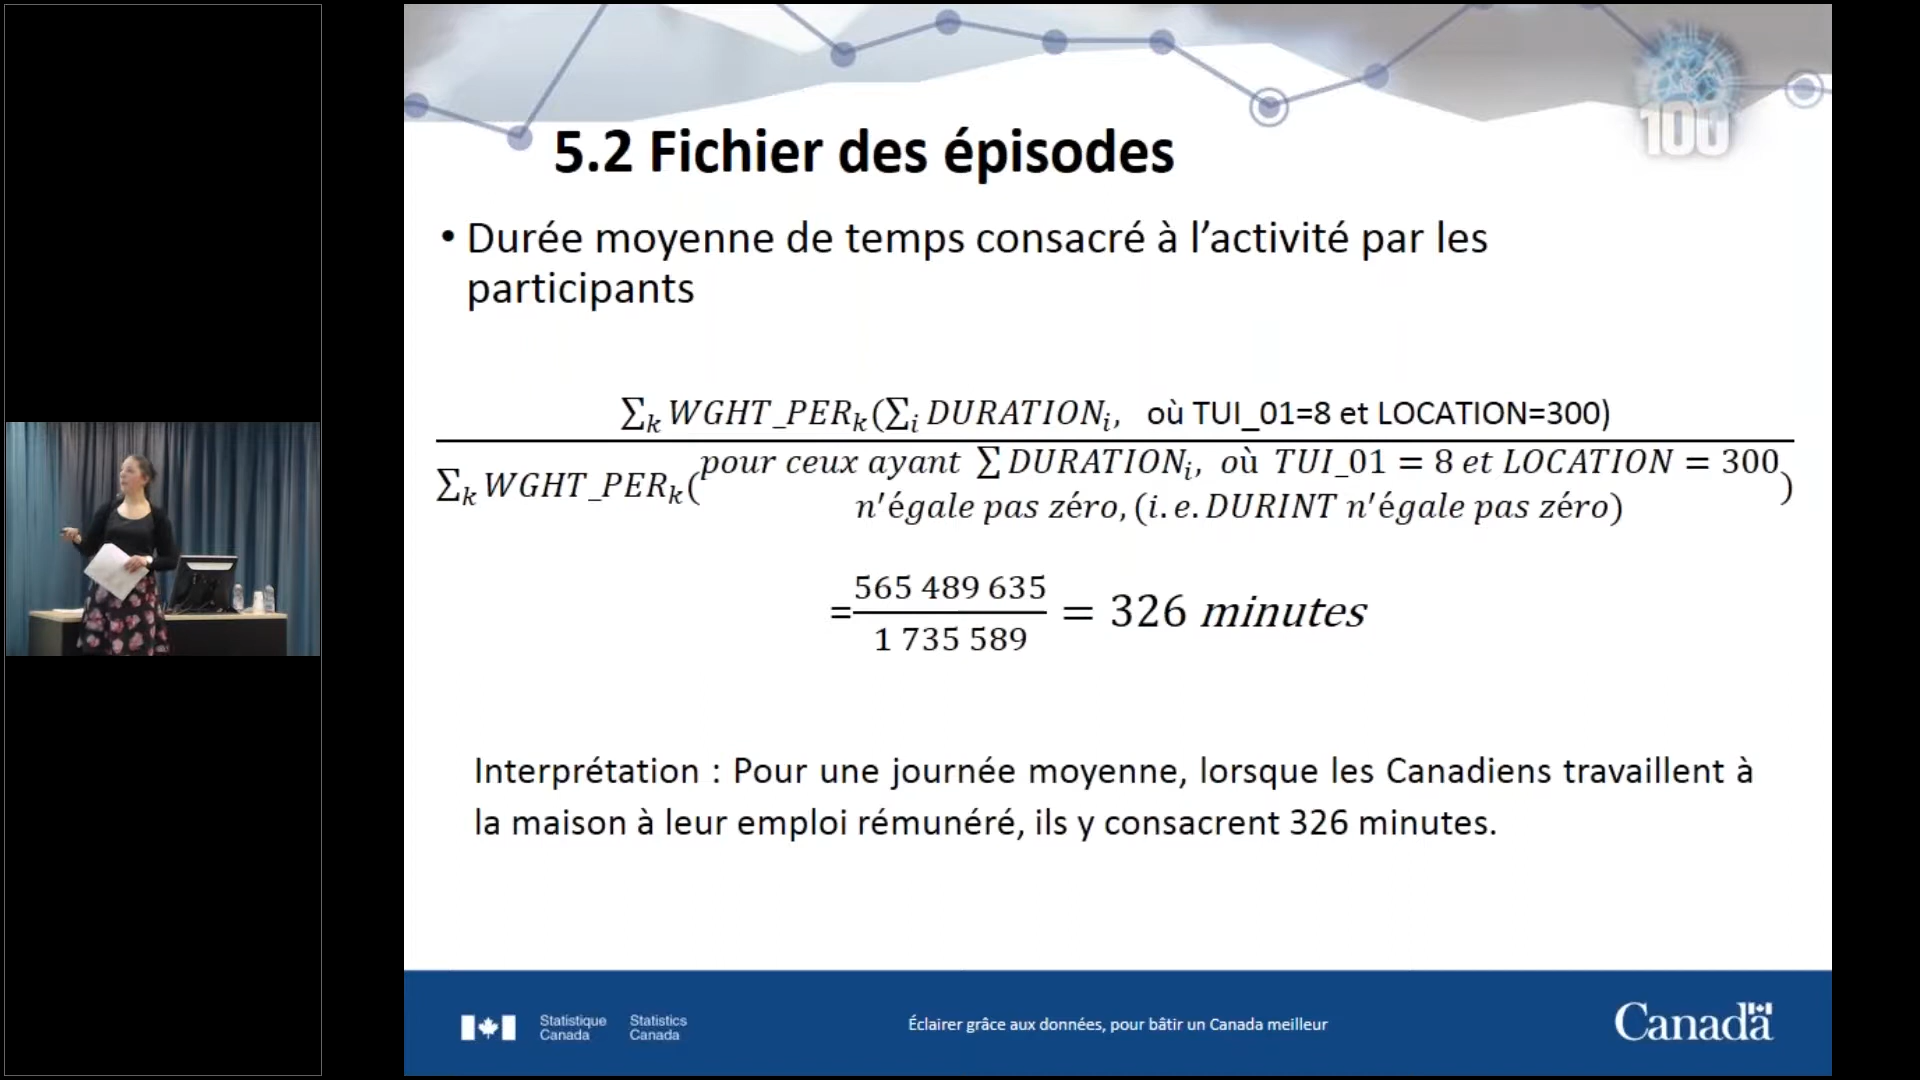 100
5.2 Fichier des épisodes
• Durée moyenne de temps consacré à l’activité par les
participants
∑ₖ WGHT_PERₖ(∑ᵢ DURATIONᵢ, où TUI_01=8 et LOCATION=300)
∑ₖ WGHT_PERₖ(pour ceux ayant ∑ DURATIONᵢ, où TUI_01 = 8 et LOCATION = 300
n'égale pas zéro, (i.e. DURINT n'égale pas zéro))
=565 489 635
1 735 589
= 326 minutes
Interprétation : Pour une journée moyenne, lorsque les Canadiens travaillent à
la maison à leur emploi rémunéré, ils y consacrent 326 minutes.
Statistique
Canada
Statistics
Canada
Éclairer grâce aux données, pour bâtir un Canada meilleur
Canada